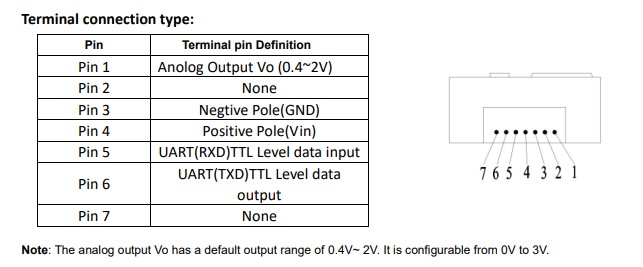 Terminal connection type:
Pin Terminal pin Definition
Pin 1 Anolog Output Vo (0.4~2V)
Pin 2 None
Pin 3 Negtive Pole(GND)
Pin 4 Positive Pole(Vin)
Pin 5 UART(RXD)TTL Level data input
Pin 6 UART(TXD)TTL Level data
output
Pin 7 None
7 6 5 4 3 2 1
Note: The analog output Vo has a default output range of 0.4V~ 2V. It is configurable from 0V to 3V.